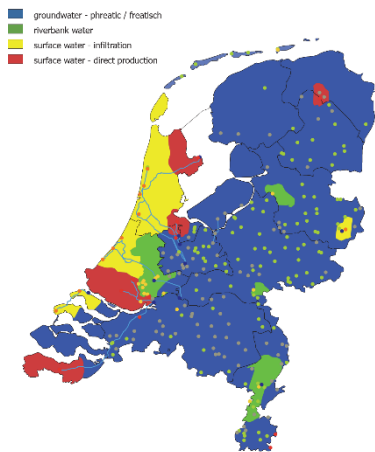 groundwater - phreatic / freatisch
riverbank water
surface water - infiltration
surface water - direct production